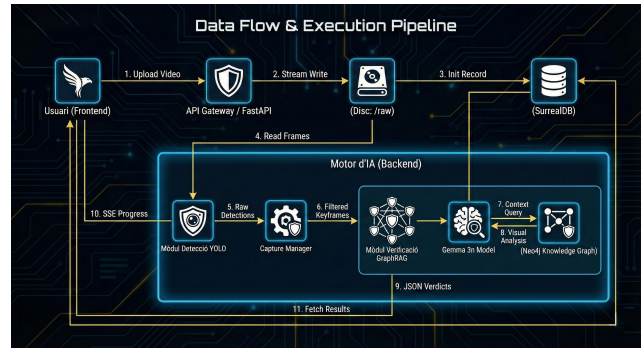 Data Flow & Execution Pipeline
1. Upload Video
2. Stream Write
3. Init Record
Usuari (Frontend)
API Gateway / FastAPI
(Disc: /raw)
(SurrealDB)
4. Read Frames
Motor d'IA (Backend)
10. SSE Progress
5. Raw
Detections
6. Filtered
Keyframes
7. Context
Query
8. Visual
Analysis
Mòdul Detecció YOLO
Capture Manager
Mòdul Verificació
GraphRAG
Gemma 3n Model
(Neo4j Knowledge Graph)
9. JSON Verdicts
11. Fetch Results